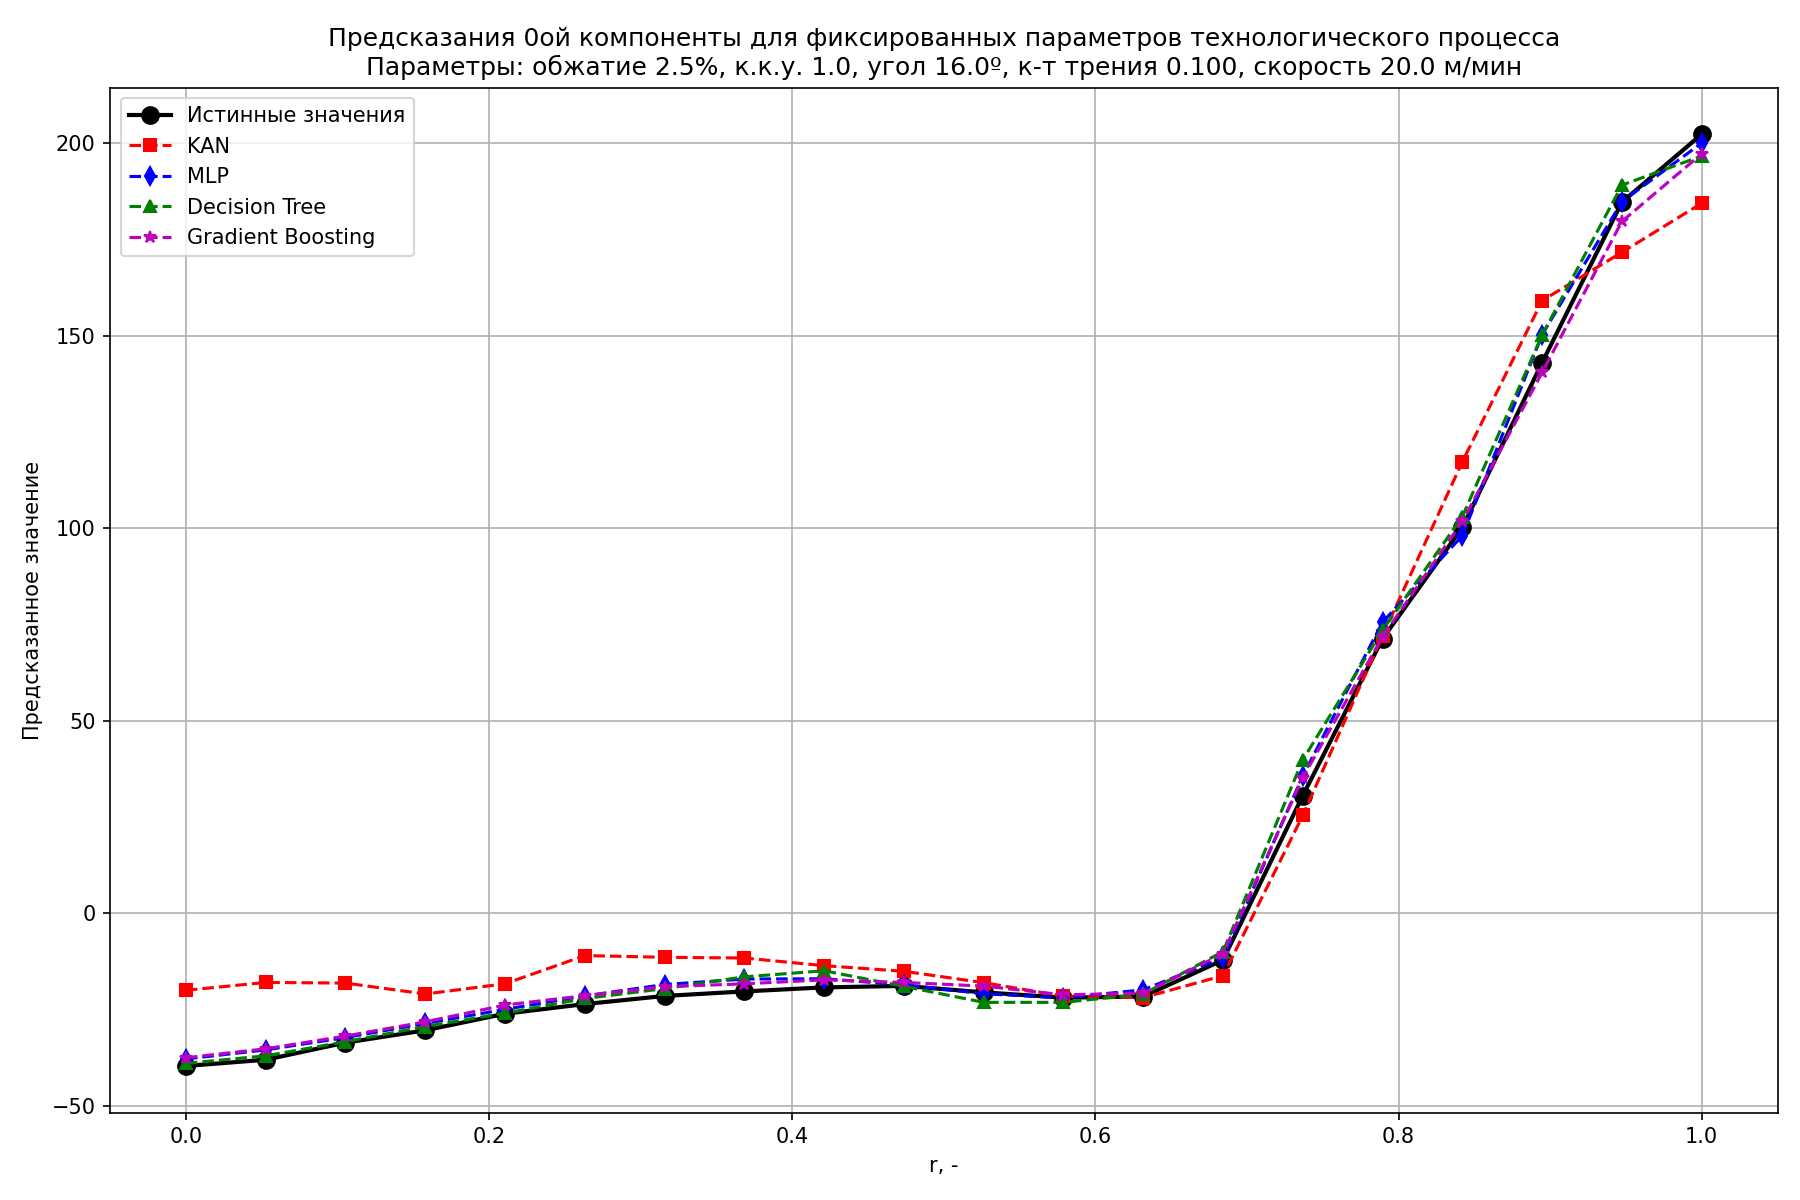 Предсказания 0ой компоненты для фиксированных параметров технологического процесса
Параметры: обжатие 2.5%, к.к.у. 1.0, угол 16.0º, к-т трения 0.100, скорость 20.0 м/мин
Истинные значения
KAN
MLP
Decision Tree
Gradient Boosting
Предсказанное значение
200
150
100
50
0
−50
0.0
0.2
0.4
0.6
0.8
1.0
r, -